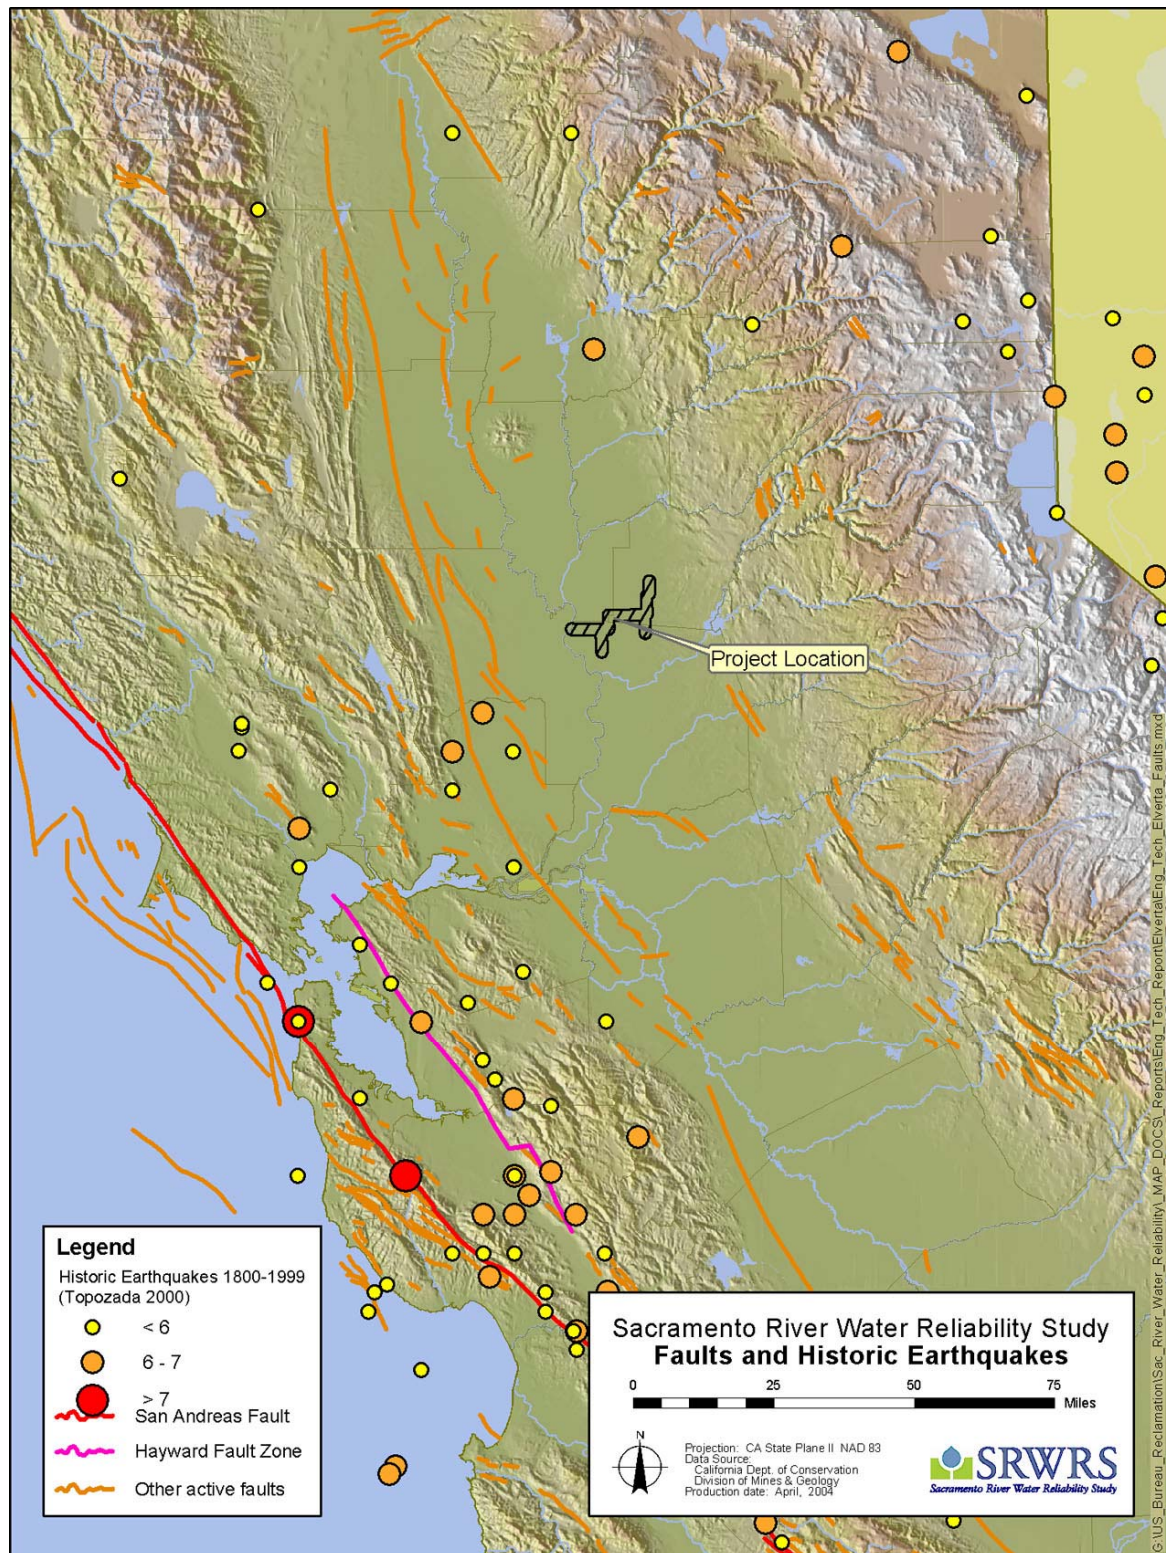 Project Location
Legend
Historic Earthquakes 1800-1999
(Topozada 2000)
< 6
6 - 7
> 7
San Andreas Fault
Hayward Fault Zone
Other active faults
Sacramento River Water Reliability Study
Faults and Historic Earthquakes
0 25 50 75
Miles
N
Projection: CA State Plane II NAD 83
Data Source:
California Dept. of Conservation
Division of Mines & Geology
Production date: April, 2004
SRWRS
Sacramento River Water Reliability Study
G:\US_Bureau_Reclamation\Sac_River_Water_Reliability\_MAP_DOCS\_Reports\Eng_Tech_Report\Elverta\Eng_Tech_Elverta_Faults.mxd